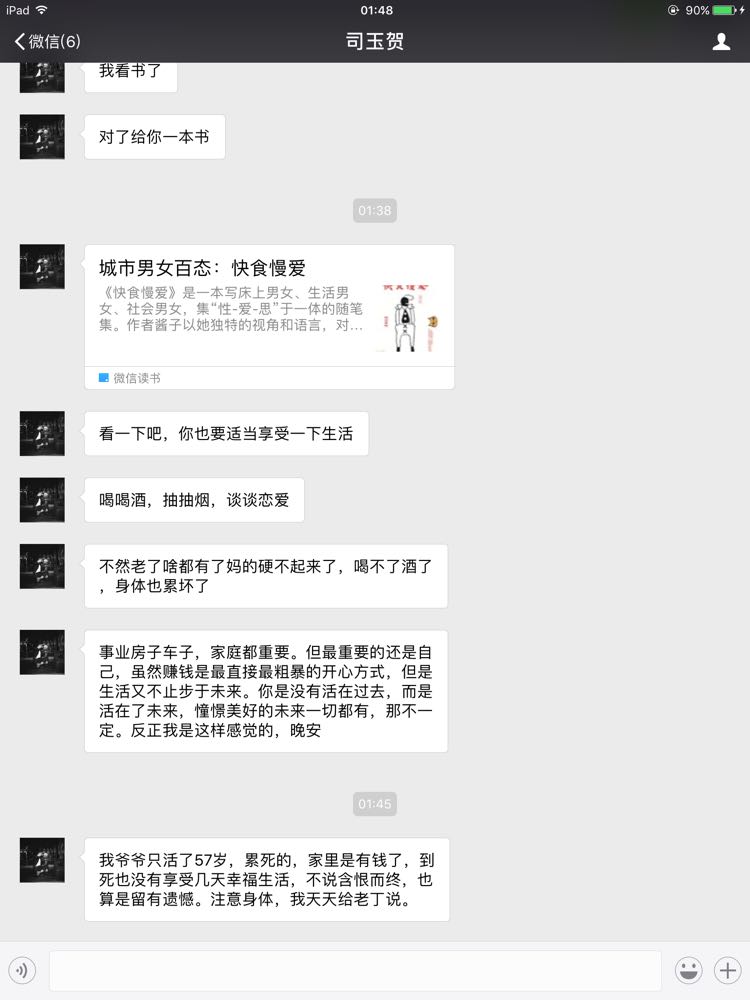 iPad
01:48
90%
微信(6)
司玉贺
我看书了
对了给你一本书
01:38
城市男女百态：快食慢爱
《快食慢爱》是一本写床上男女、生活男
女、社会男女，集“性-爱-思”于一体的随笔
集。作者酱子以她独特的视角和语言，对...
微信读书
看一下吧，你也要适当享受一下生活
喝喝酒，抽抽烟，谈谈恋爱
不然老了啥都有了妈的硬不起来了，喝不了酒了
，身体也累坏了
事业房子车子，家庭都重要。但最重要的还是自
己，虽然赚钱是最直接最粗暴的开心方式，但是
生活又不止步于未来。你是没有活在过去，而是
活在了未来，憧憬美好的未来一切都有，那不一
定。反正我是这样感觉的，晚安
01:45
我爷爷只活了57岁，累死的，家里是有钱了，到
死也没有享受几天幸福生活，不说含恨而终，也
算是留有遗憾。注意身体，我天天给老丁说。